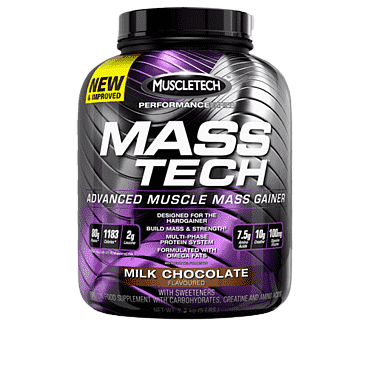 MUSCLETECH
NEW
& IMPROVED
PERFORMANCE
MASS
TECH
ADVANCED MUSCLE MASS GAINER
DESIGNED FOR THE
HARDGAINER
BUILD MASS & STRENGTH
MULTI-PHASE
PROTEIN SYSTEM
FORMULATED WITH
OMEGA FATS
80g
1183
2g
7.5g
10g
100mg
MILK CHOCOLATE
FLAVOURED
WITH SWEETENERS
FOOD SUPPLEMENT WITH CARBOHYDRATES, CREATINE AND AMINO